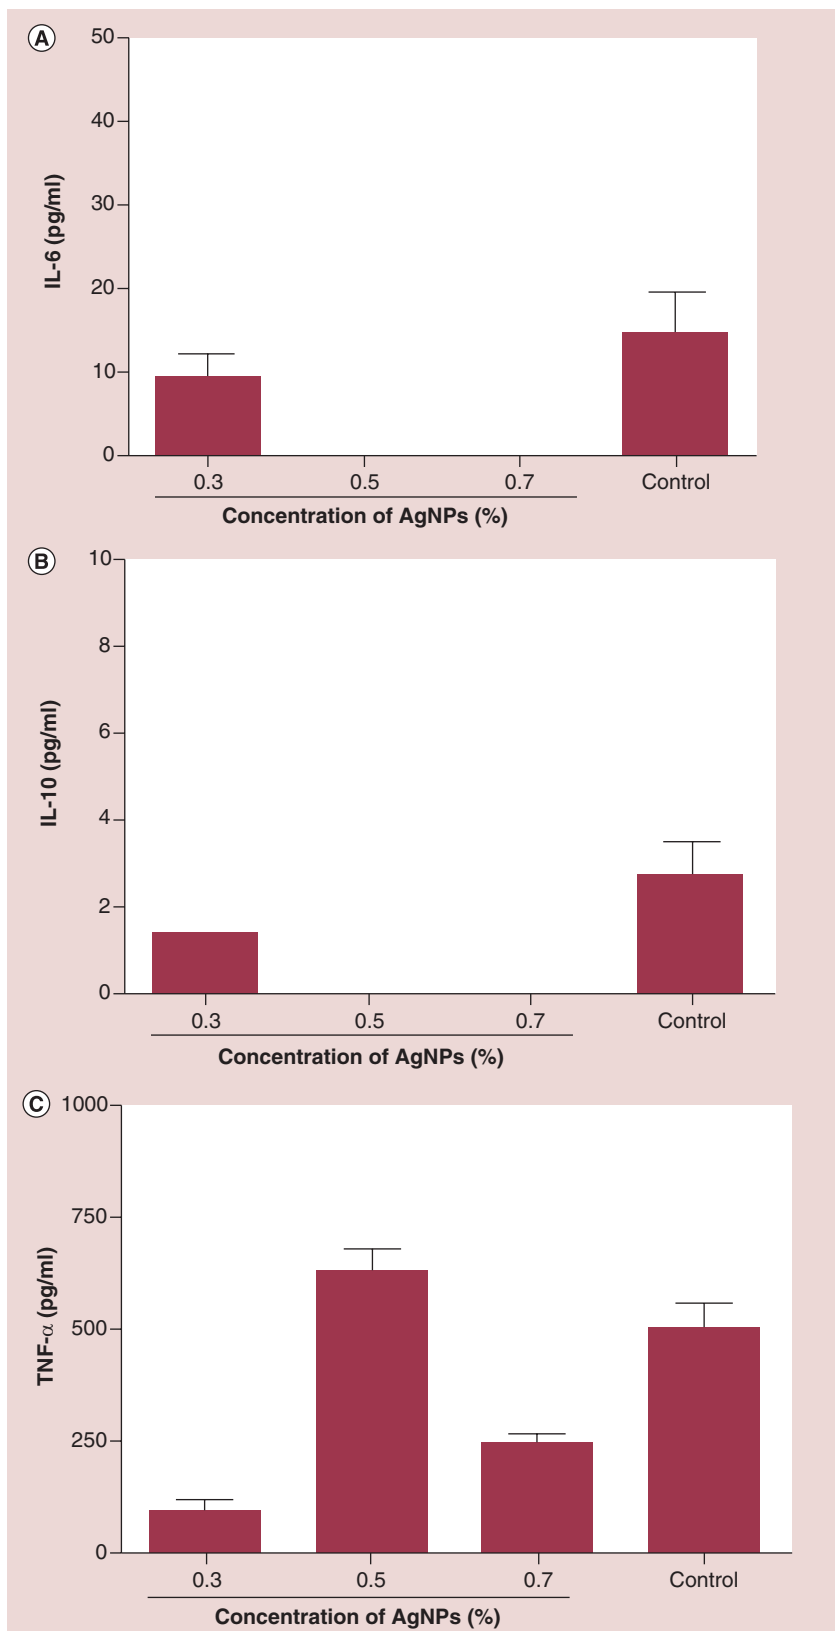 A
50
40
30
20
10
0
IL-6 (pg/ml)
0.3 0.5 0.7 Control
Concentration of AgNPs (%)
B
10
8
6
4
2
0
IL-10 (pg/ml)
0.3 0.5 0.7 Control
Concentration of AgNPs (%)
C
1000
750
500
250
0
TNF-α (pg/ml)
0.3 0.5 0.7 Control
Concentration of AgNPs (%)